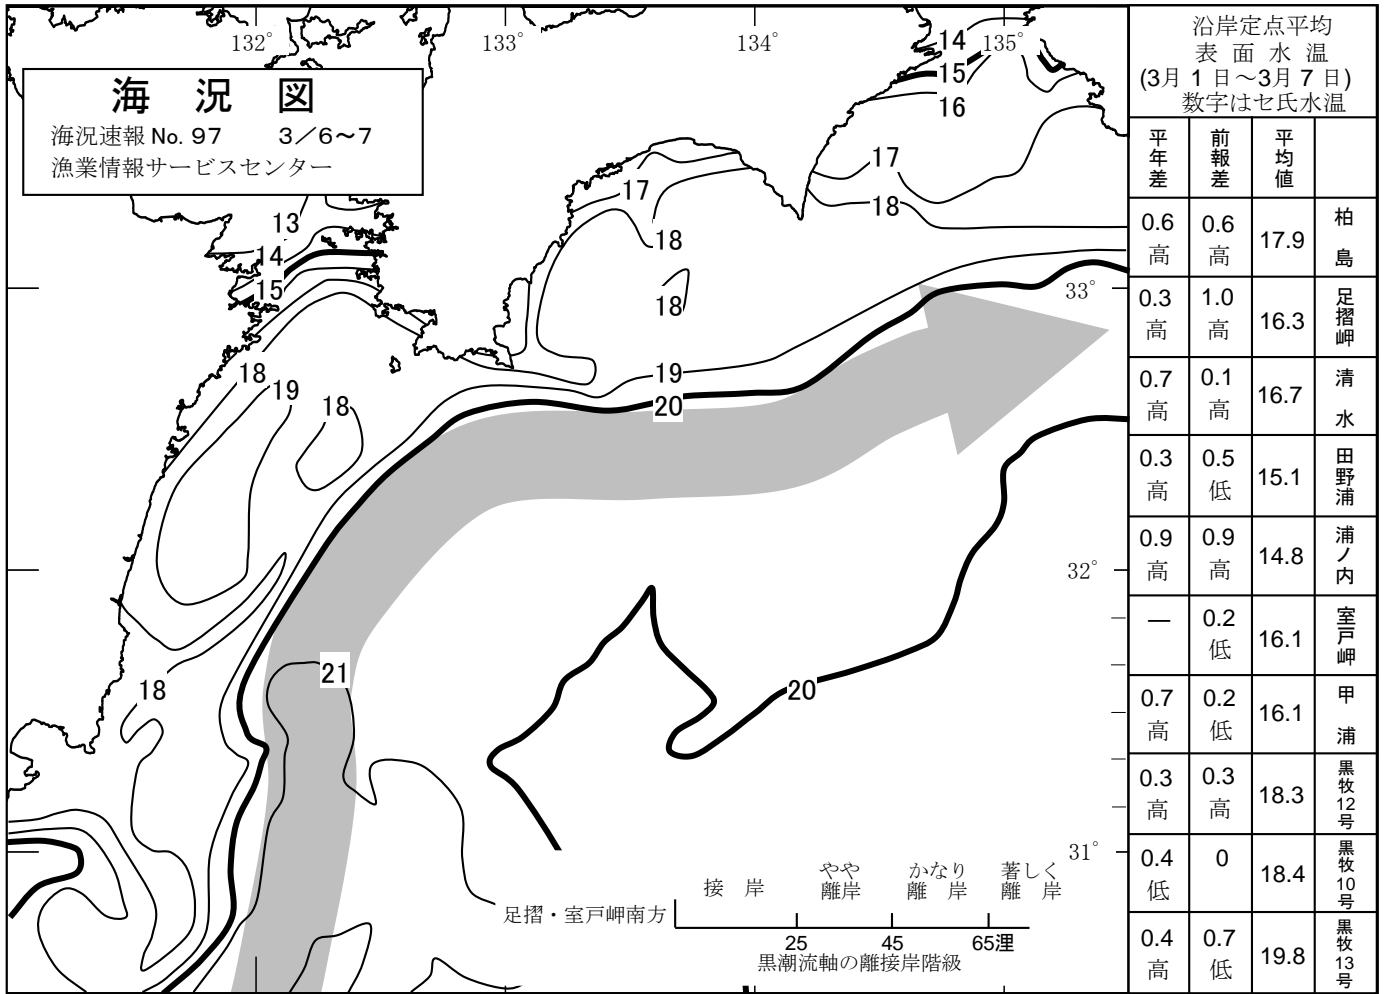 海 況 図
海況速報 No. 97 3／6～7
漁業情報サービスセンター
132°
133°
134°
135°
14
15
16
17
18
17
18
18
13
14
15
18
19
18
19
20
21
18
20
33°
32°
31°
接 岸
やや
離岸
かなり
離 岸
著しく
離 岸
足摺・室戸岬南方
25
45
65浬
黒潮流軸の離接岸階級
沿岸定点平均
表 面 水 温
(3月 1 日～3月 7 日)
数字はセ氏水温
平年差 前報差 平均値
0.6高 0.6高 17.9 柏島
0.3高 1.0高 16.3 足摺岬
0.7高 0.1高 16.7 清水
0.3高 0.5低 15.1 田野浦
0.9高 0.9高 14.8 浦ノ内
― 0.2低 16.1 室戸岬
0.7高 0.2低 16.1 甲浦
0.3高 0.3高 18.3 黒牧12号
0.4低 0 18.4 黒牧10号
0.4高 0.7低 19.8 黒牧13号